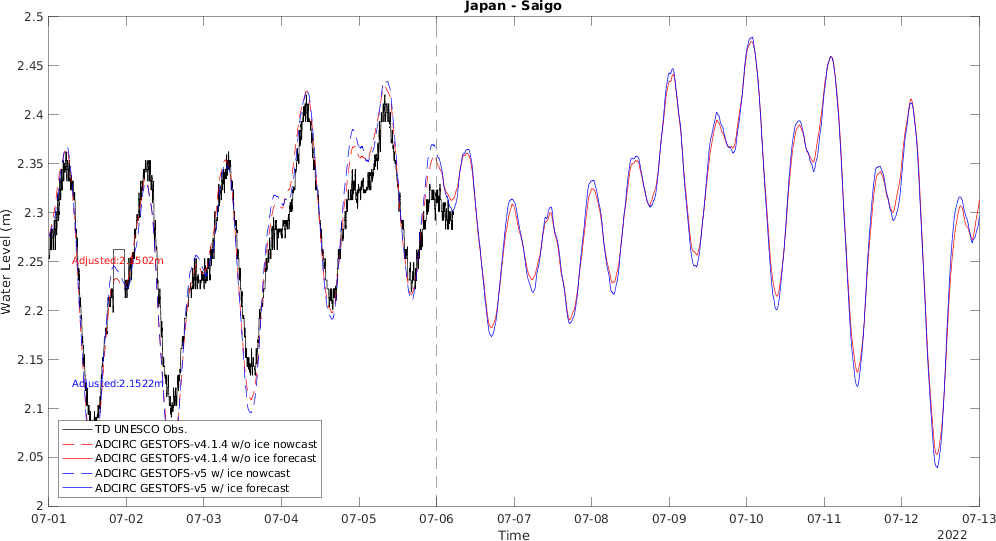 Japan - Saigo
2.5
2.45
2.4
2.35
2.3
2.25
2.2
2.15
2.1
2.05
2
Water Level (m)
Adjusted:2.1502m
Adjusted:2.1522m
TD UNESCO Obs.
ADCIRC GESTOFS-v4.1.4 w/o ice nowcast
ADCIRC GESTOFS-v4.1.4 w/o ice forecast
ADCIRC GESTOFS-v5 w/ ice nowcast
ADCIRC GESTOFS-v5 w/ ice forecast
07-01 07-02 07-03 07-04 07-05 07-06 07-07 07-08 07-09 07-10 07-11 07-12 07-13
Time
2022